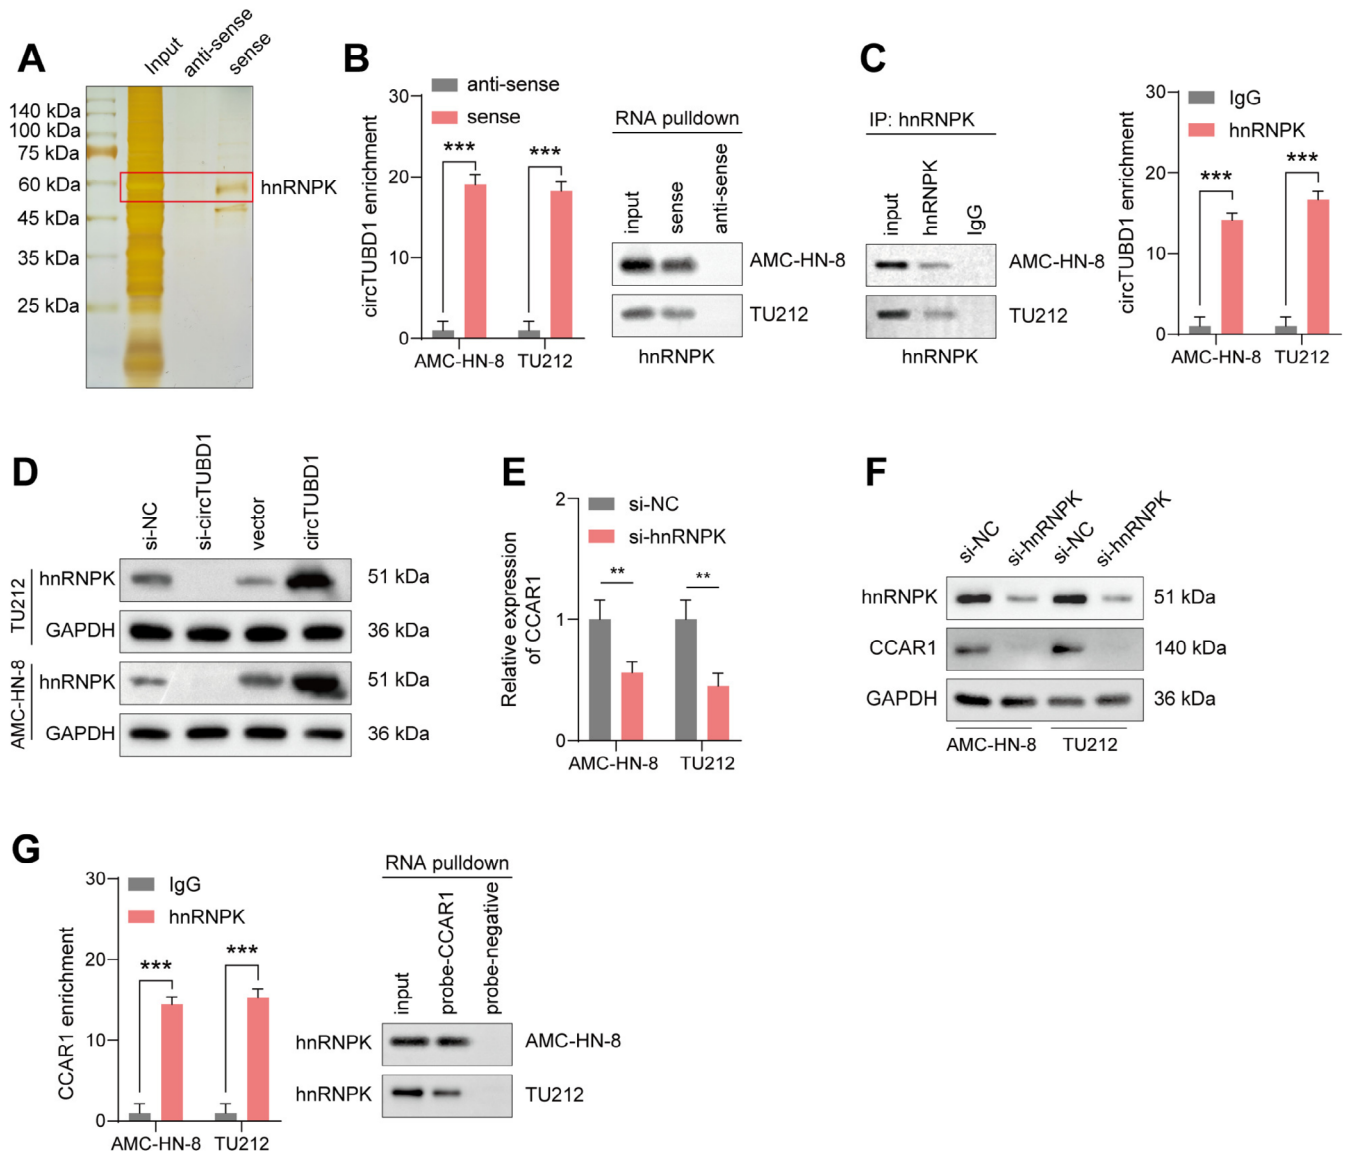 A
Input
anti-sense
sense
140 kDa
100 kDa
75 kDa
60 kDa
45 kDa
35 kDa
25 kDa
hnRNPK
B
anti-sense
sense
circTUBD1 enrichment
30
20
10
0
***
***
AMC-HN-8
TU212
RNA pulldown
input
sense
anti-sense
AMC-HN-8
TU212
hnRNPK
C
IP: hnRNPK
input
hnRNPK
IgG
AMC-HN-8
TU212
hnRNPK
IgG
hnRNPK
circTUBD1 enrichment
30
20
10
0
***
***
AMC-HN-8
TU212
D
si-NC
si-circTUBD1
vector
circTUBD1
TU212
hnRNPK
51 kDa
GAPDH
36 kDa
AMC-HN-8
hnRNPK
51 kDa
GAPDH
36 kDa
E
si-NC
si-hnRNPK
Relative expression
of CCAR1
2
1
0
**
**
AMC-HN-8
TU212
F
si-NC
si-hnRNPK
si-NC
si-hnRNPK
hnRNPK
51 kDa
CCAR1
140 kDa
GAPDH
36 kDa
AMC-HN-8
TU212
G
IgG
hnRNPK
CCAR1 enrichment
30
20
10
0
***
***
AMC-HN-8
TU212
RNA pulldown
input
probe-CCAR1
probe-negative
hnRNPK
AMC-HN-8
hnRNPK
TU212